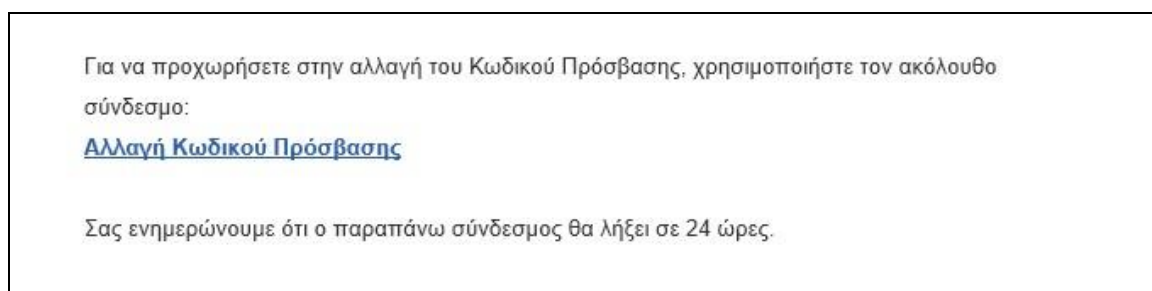 Για να προχωρήσετε στην αλλαγή του Κωδικού Πρόσβασης, χρησιμοποιήστε τον ακόλουθο
σύνδεσμο:
Αλλαγή Κωδικού Πρόσβασης
Σας ενημερώνουμε ότι ο παραπάνω σύνδεσμος θα λήξει σε 24 ώρες.